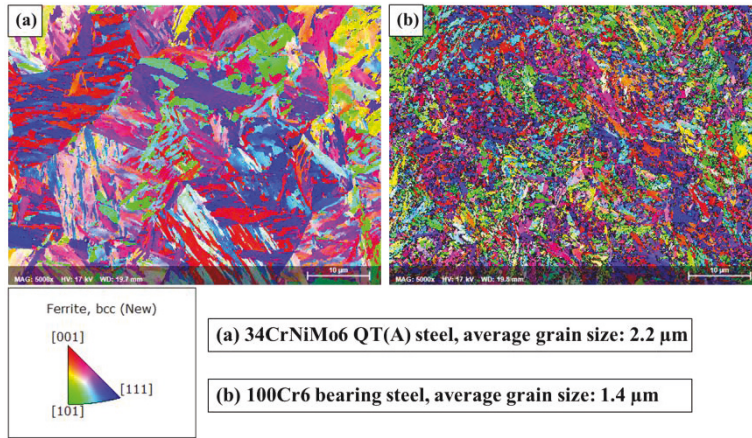 (a)
(b)
MAG: 5000x HV: 17 kV WD: 19.7 mm
10 µm
MAG: 5000x HV: 17 kV WD: 19.8 mm
10 µm
Ferrite, bcc (New)
[001]
[111]
[101]
(a) 34CrNiMo6 QT(A) steel, average grain size: 2.2 µm
(b) 100Cr6 bearing steel, average grain size: 1.4 µm